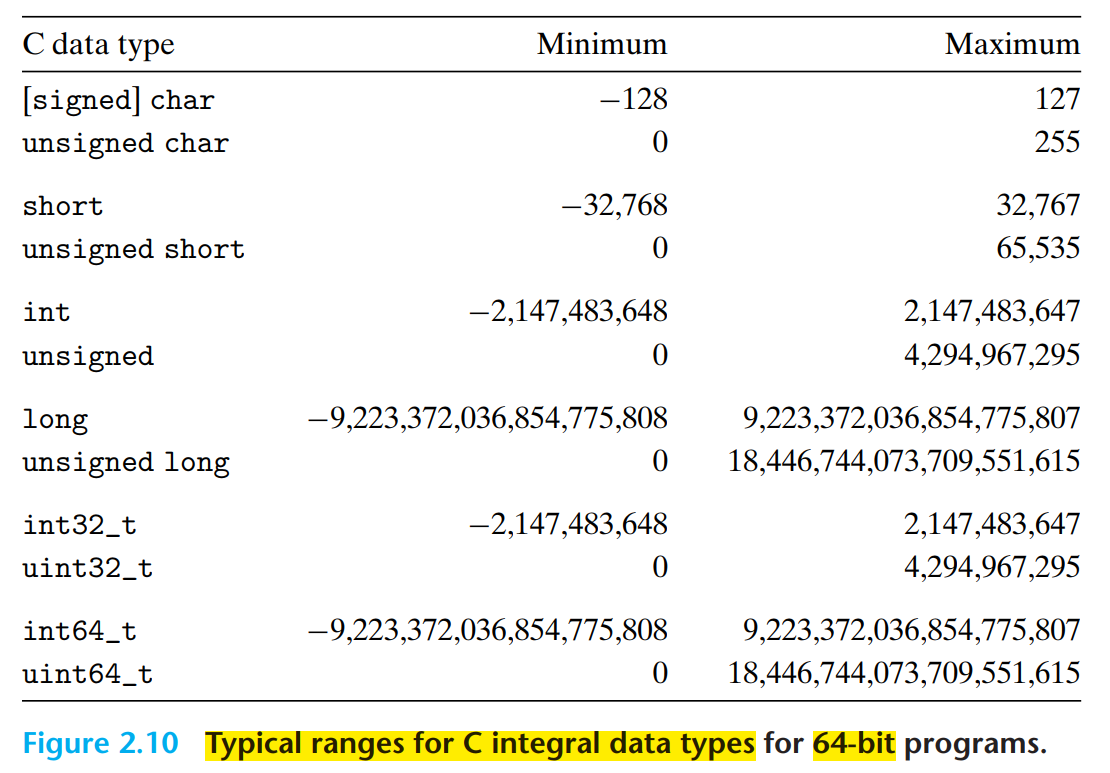 C data type Minimum Maximum
[signed] char −128 127
unsigned char 0 255
short −32,768 32,767
unsigned short 0 65,535
int −2,147,483,648 2,147,483,647
unsigned 0 4,294,967,295
long −9,223,372,036,854,775,808 9,223,372,036,854,775,807
unsigned long 0 18,446,744,073,709,551,615
int32_t −2,147,483,648 2,147,483,647
uint32_t 0 4,294,967,295
int64_t −9,223,372,036,854,775,808 9,223,372,036,854,775,807
uint64_t 0 18,446,744,073,709,551,615
Figure 2.10 Typical ranges for C integral data types for 64-bit programs.